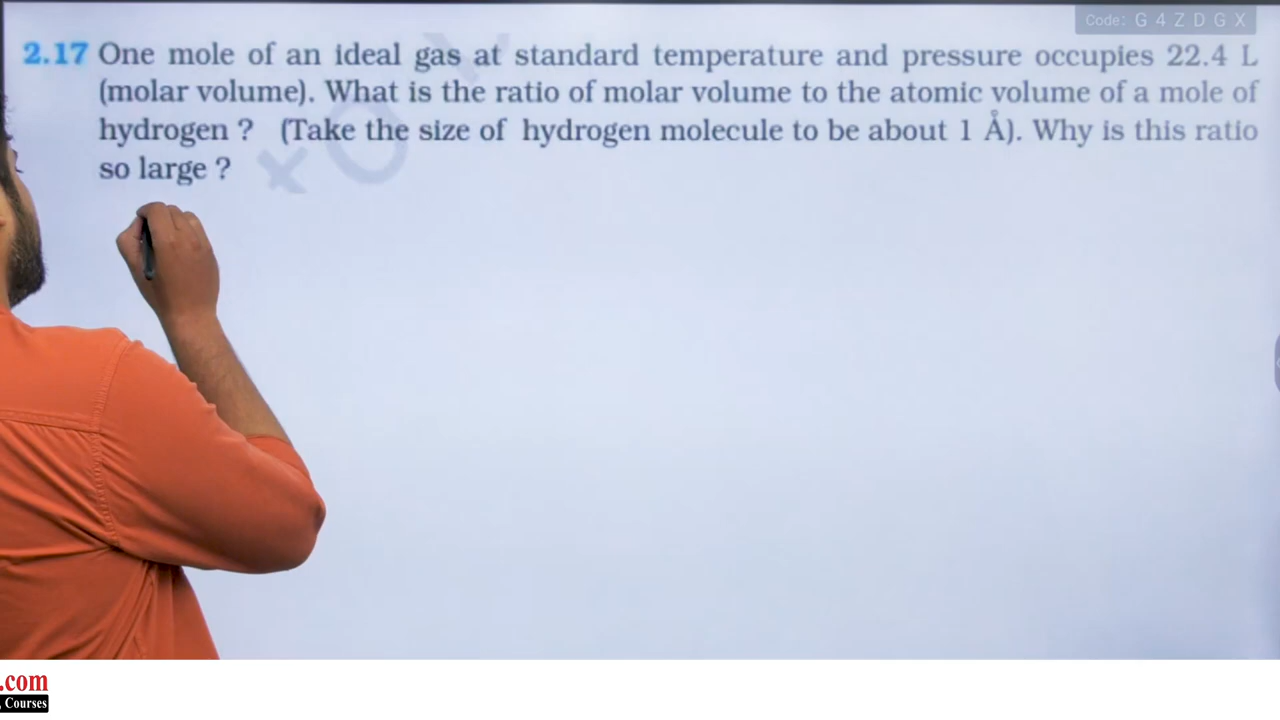 Code: G 4 Z D G X
2.17 One mole of an ideal gas at standard temperature and pressure occupies 22.4 L
(molar volume). What is the ratio of molar volume to the atomic volume of a mole of
hydrogen ? (Take the size of hydrogen molecule to be about 1 Å). Why is this ratio
so large ?
.com
Courses